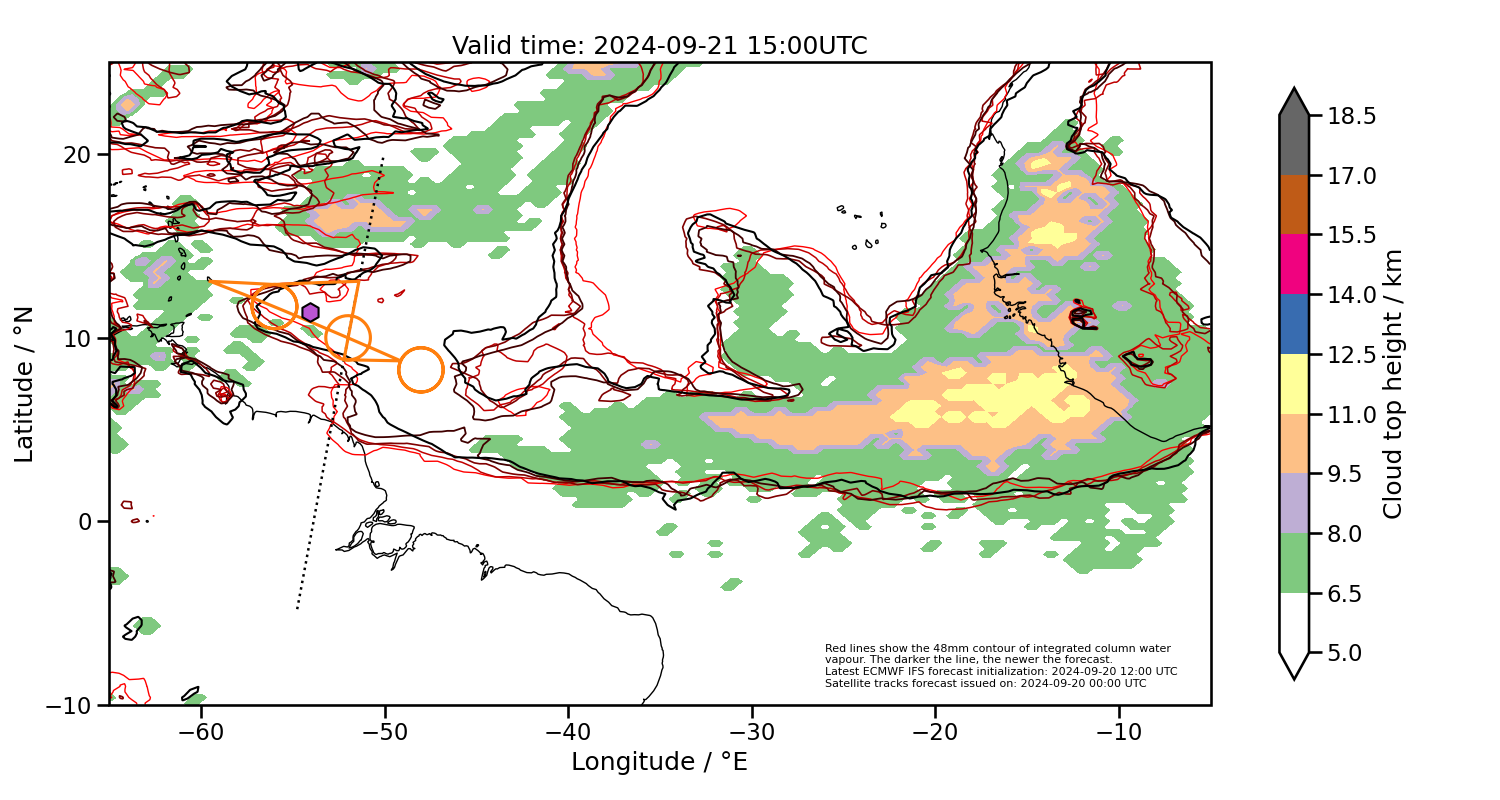 Valid time: 2024-09-21 15:00UTC
20
10
0
−10
Latitude / °N
−60
−50
−40
−30
−20
−10
Longitude / °E
Red lines show the 48mm contour of integrated column water
vapour. The darker the line, the newer the forecast.
Latest ECMWF IFS forecast initialization: 2024-09-20 12:00 UTC
Satellite tracks forecast issued on: 2024-09-20 00:00 UTC
18.5
17.0
15.5
14.0
12.5
11.0
9.5
8.0
6.5
5.0
Cloud top height / km